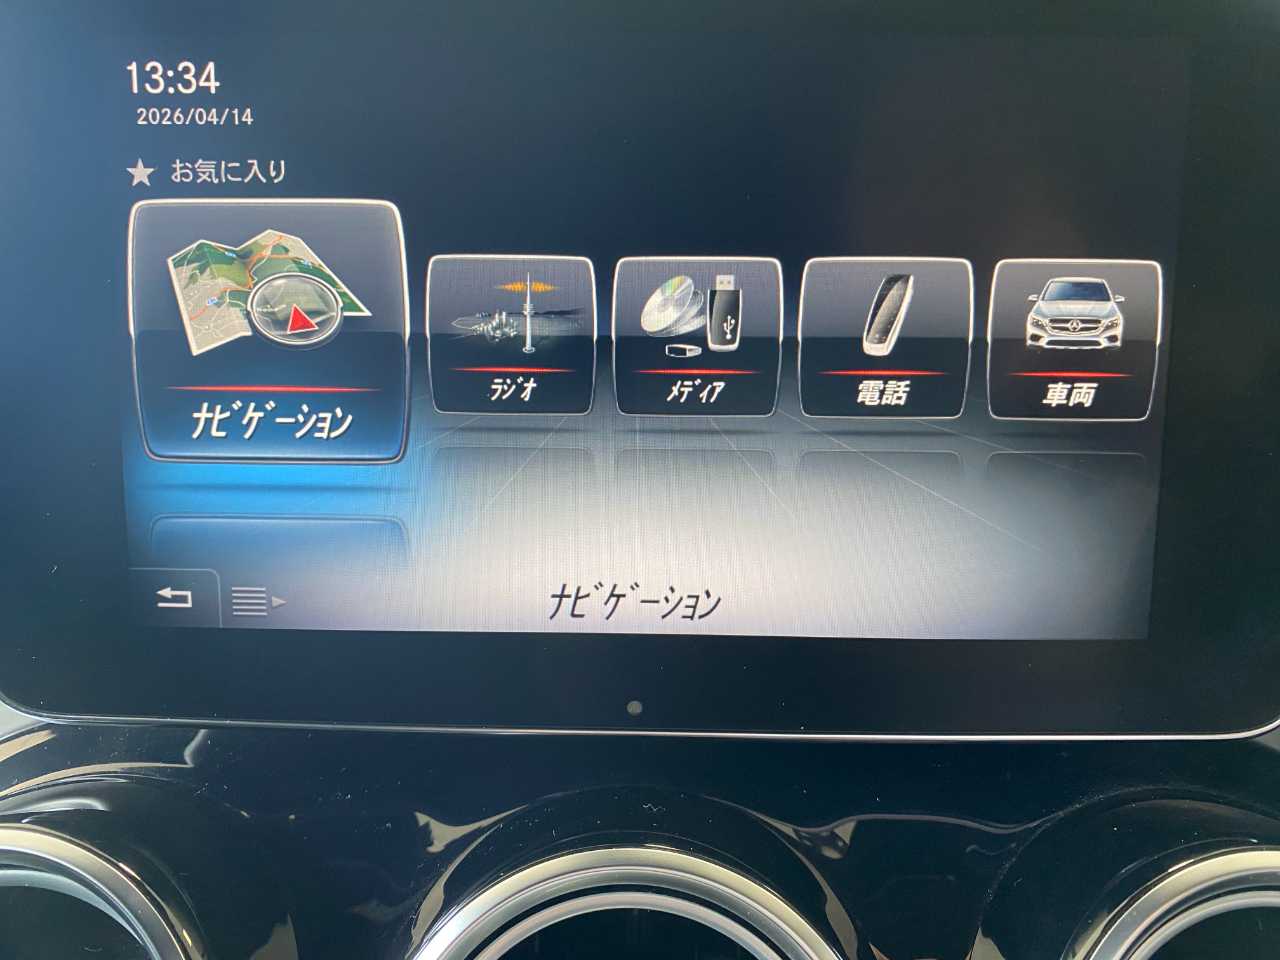 13:34
2026/04/14
★ お気に入り
ナビゲーション
ラジオ
メディア
電話
車両
ナビゲーション